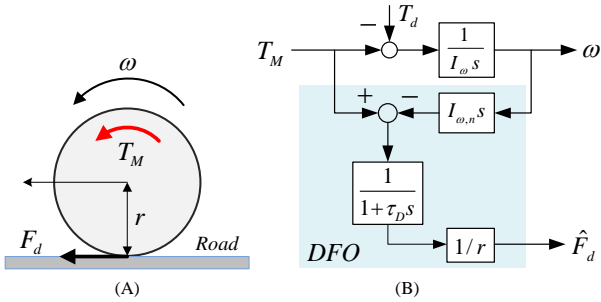 ω
T_M
r
F_d
Road
(A)
T_d
−
T_M
1
I_ω s
ω
+
−
I_{ω,n} s
1
1+τ_D s
DFO
1/r
F̂_d
(B)